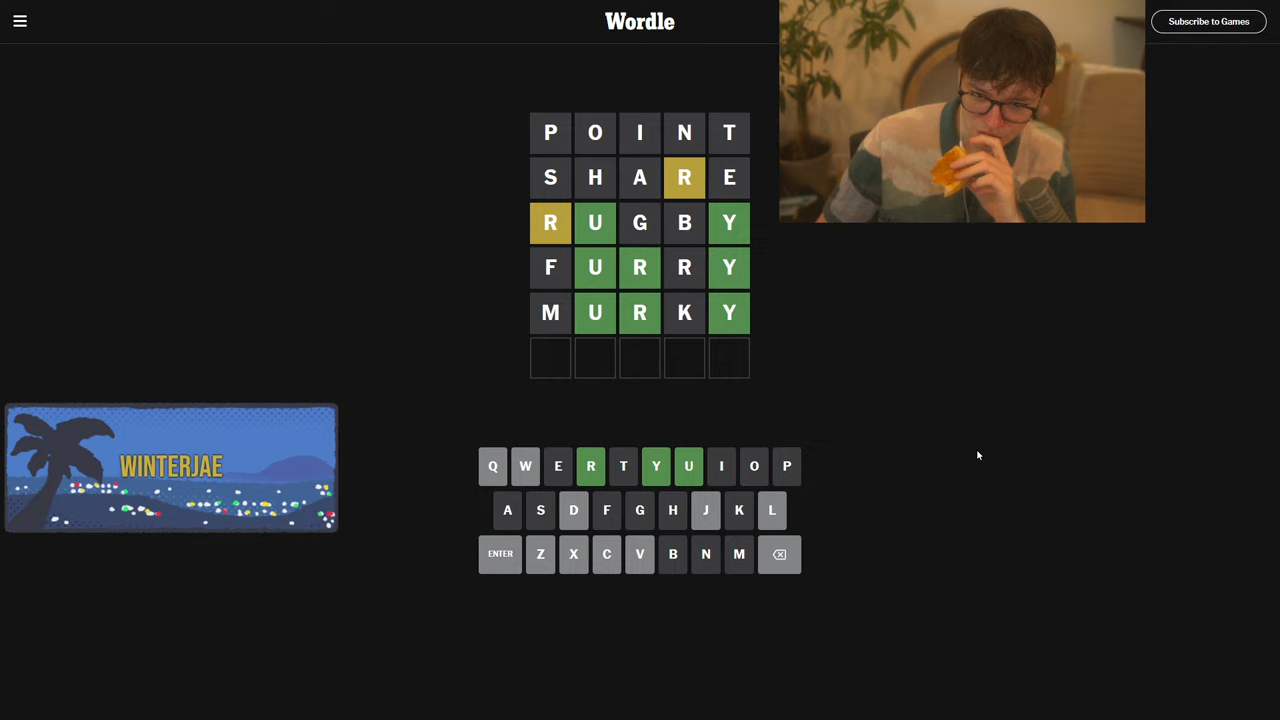 Wordle
Subscribe to Games
P O I N T
S H A R E
R U G B Y
F U R R Y
M U R K Y
WINTERJAE
Q W E R T Y U I O P
A S D F G H J K L
ENTER Z X C V B N M